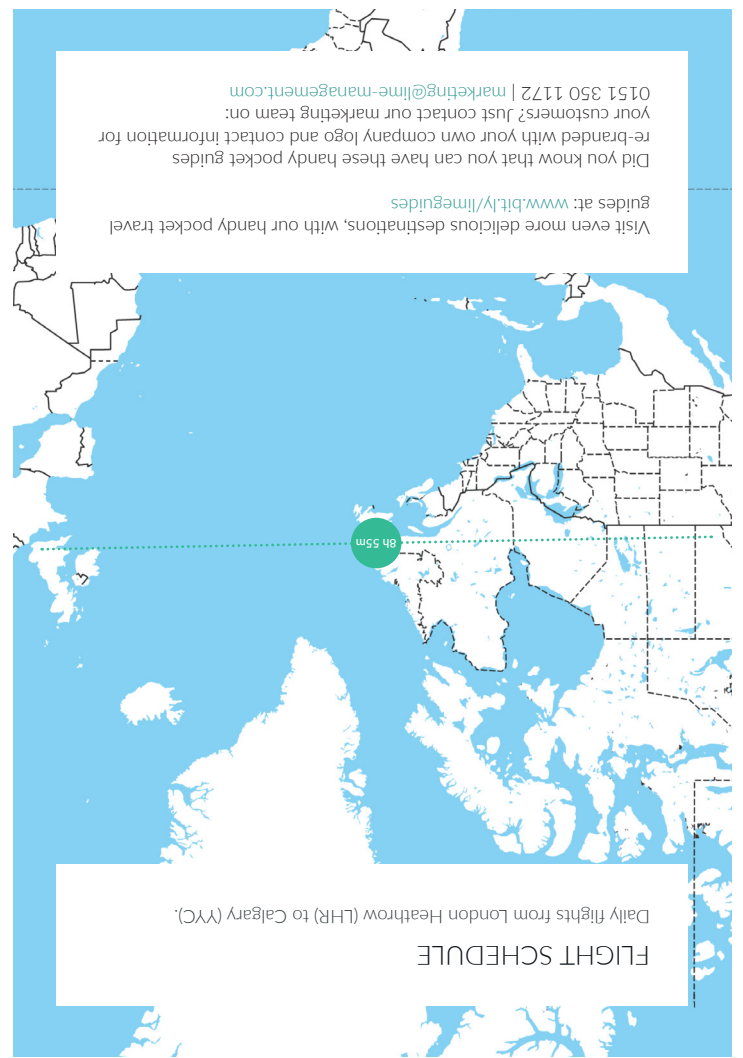 FLIGHT SCHEDULE
Daily flights from London Heathrow (LHR) to Calgary (YYC).
8h 55m
Visit even more delicious destinations, with our handy pocket travel
guides at: www.bit.ly/limeguides
Did you know that you can have these handy pocket guides
re-branded with your own company logo and contact information for
your customers? Just contact our marketing team on:
0151 350 1172 | marketing@lime-management.com